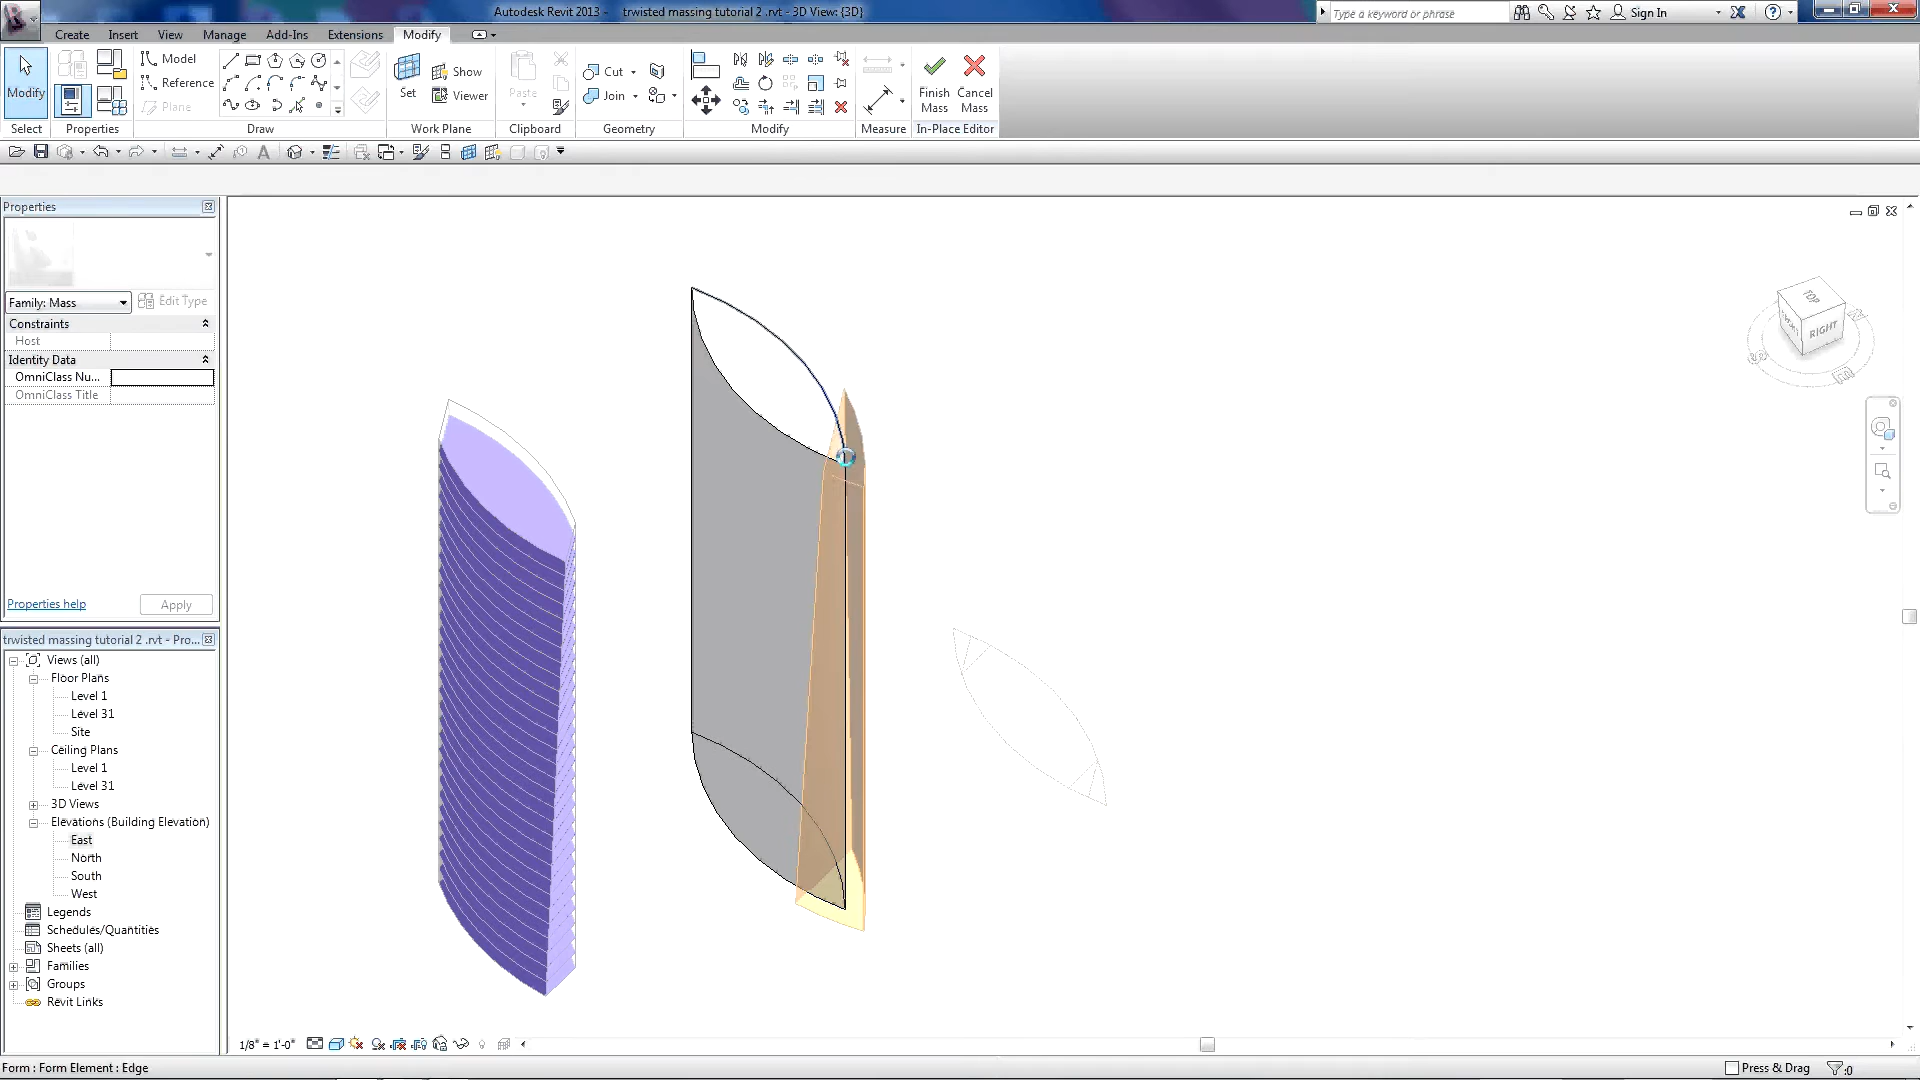 Autodesk Revit 2013 -    trwisted massing tutorial 2 .rvt - 3D View: {3D}
Type a keyword or phrase
Sign In
Create Insert View Manage Add-Ins Extensions Modify
Modify
Model
Reference
Plane
Set
Show
Viewer
Paste
Cut
Join
Finish Mass
Cancel Mass
Select Properties Draw Work Plane Clipboard Geometry Modify Measure In-Place Editor
Properties
Family: Mass
Edit Type
Constraints
Host
Identity Data
OmniClass Nu...
OmniClass Title
Properties help
Apply
trwisted massing tutorial 2 .rvt - Pro...
Views (all)
Floor Plans
Level 1
Level 31
Site
Ceiling Plans
Level 1
Level 31
3D Views
Elevations (Building Elevation)
East
North
South
West
Legends
Schedules/Quantities
Sheets (all)
Families
Groups
Revit Links
TOP
RIGHT
1/8" = 1'-0"
Form : Form Element : Edge
Press & Drag
:0